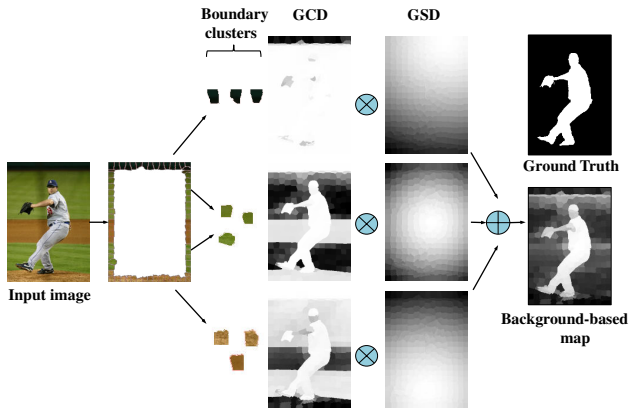 Boundary
clusters
GCD
GSD
Ground Truth
Input image
Background-based
map